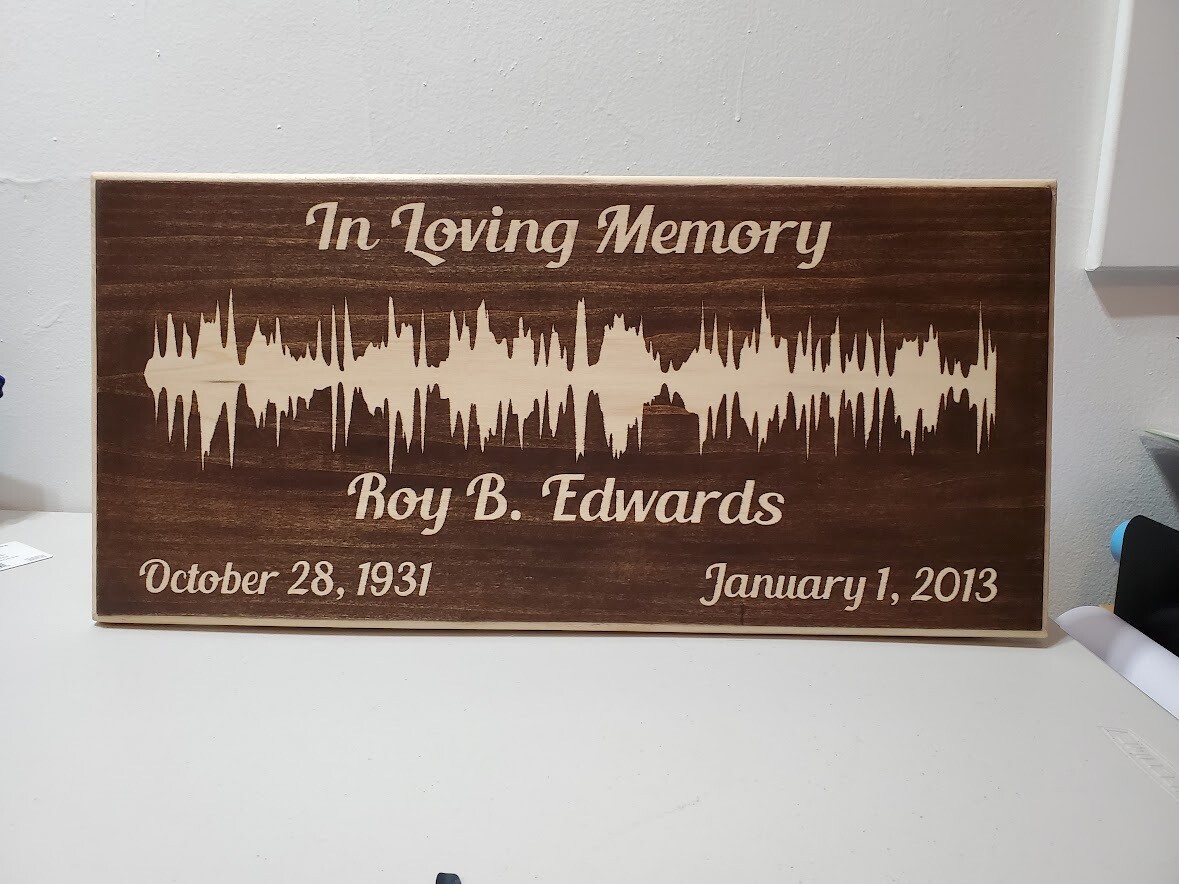 In Loving Memory
Roy B. Edwards
October 28, 1931
January 1, 2013